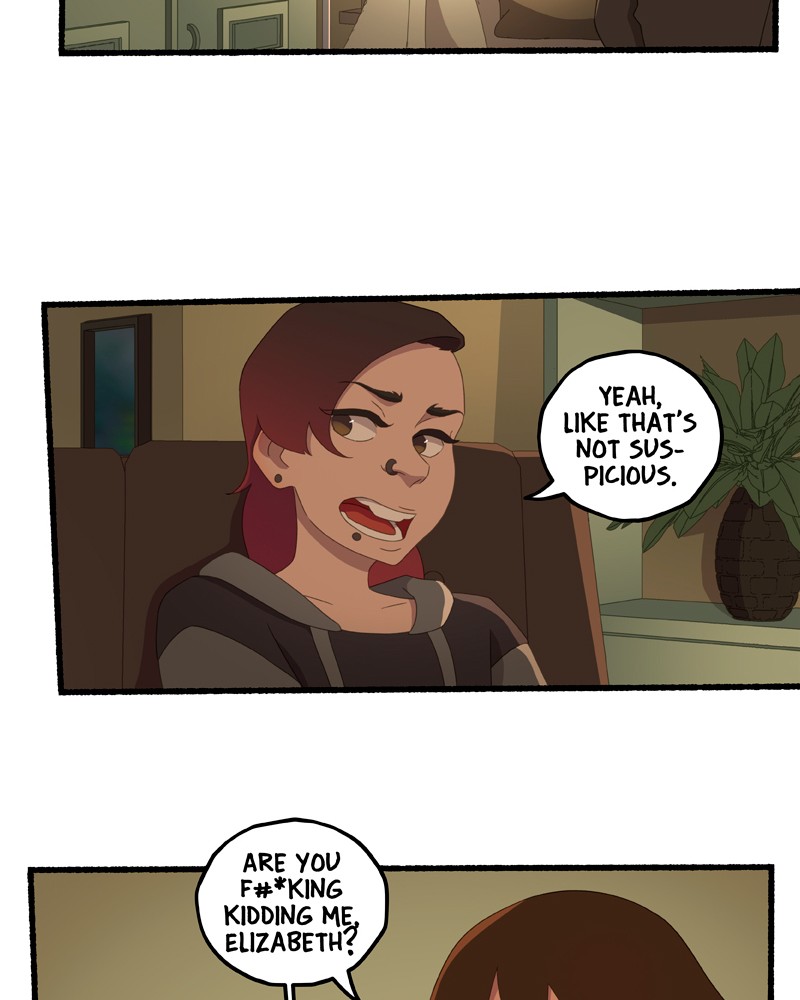 YEAH,
LIKE THAT'S
NOT SUS-
PICIOUS.
ARE YOU
F#*KING
KIDDING ME,
ELIZABETH?